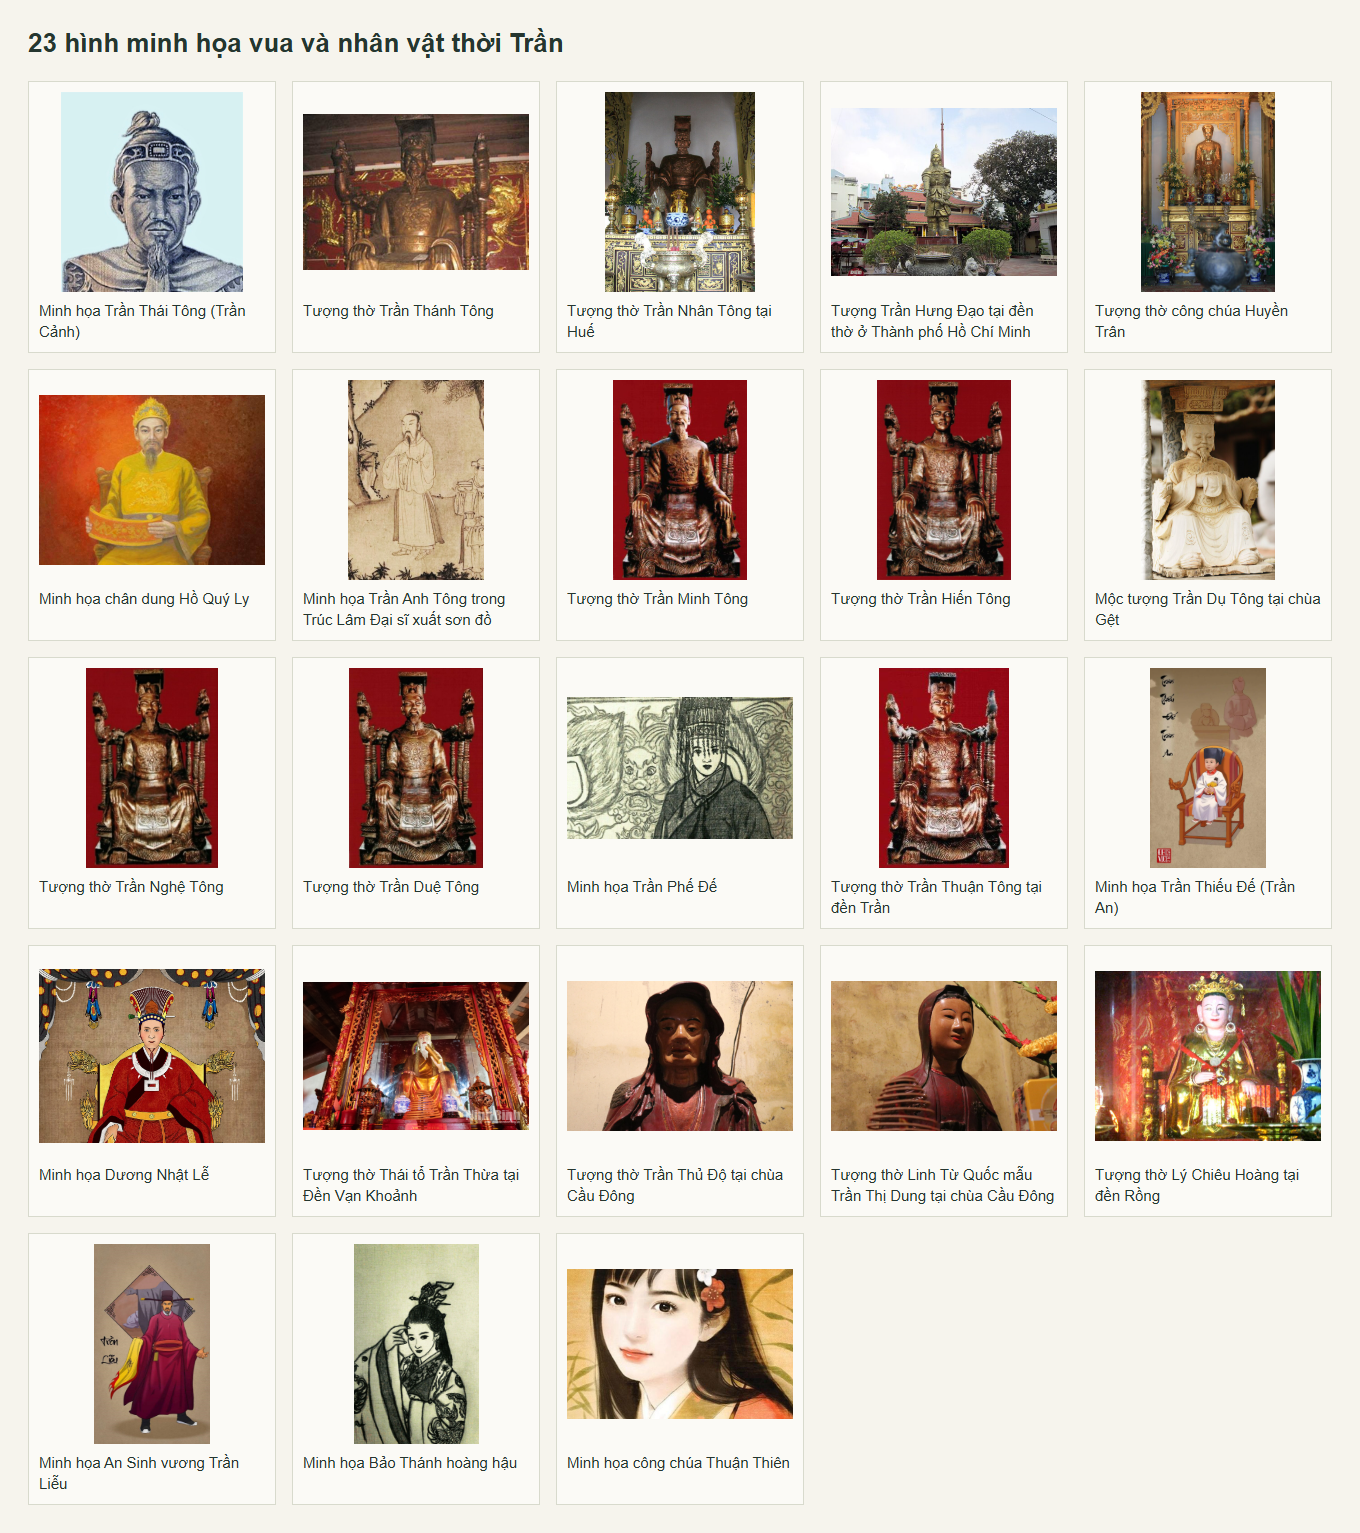 23 hình minh họa vua và nhân vật thời Trần
Minh họa Trần Thái Tông (Trần
Cảnh)
Tượng thờ Trần Thánh Tông
Tượng thờ Trần Nhân Tông tại
Huế
Tượng Trần Hưng Đạo tại đền
thờ ở Thành phố Hồ Chí Minh
Tượng thờ công chúa Huyền
Trân
Minh họa chân dung Hồ Quý Ly
Minh họa Trần Anh Tông trong
Trúc Lâm Đại sĩ xuất sơn đồ
Tượng thờ Trần Minh Tông
Tượng thờ Trần Hiến Tông
Mộc tượng Trần Dụ Tông tại chùa
Gệt
Tượng thờ Trần Nghệ Tông
Tượng thờ Trần Duệ Tông
Minh họa Trần Phế Đế
Tượng thờ Trần Thuận Tông tại
đền Trần
Minh họa Trần Thiếu Đế (Trần
An)
Minh họa Dương Nhật Lễ
Tượng thờ Thái tổ Trần Thừa tại
Đền Vạn Khoảnh
Tượng thờ Trần Thủ Độ tại chùa
Cầu Đông
Tượng thờ Linh Từ Quốc mẫu
Trần Thị Dung tại chùa Cầu Đông
Tượng thờ Lý Chiêu Hoàng tại
đền Rồng
Trần
Liễu
Minh họa An Sinh vương Trần
Liễu
Minh họa Bảo Thánh hoàng hậu
Minh họa công chúa Thuận Thiên